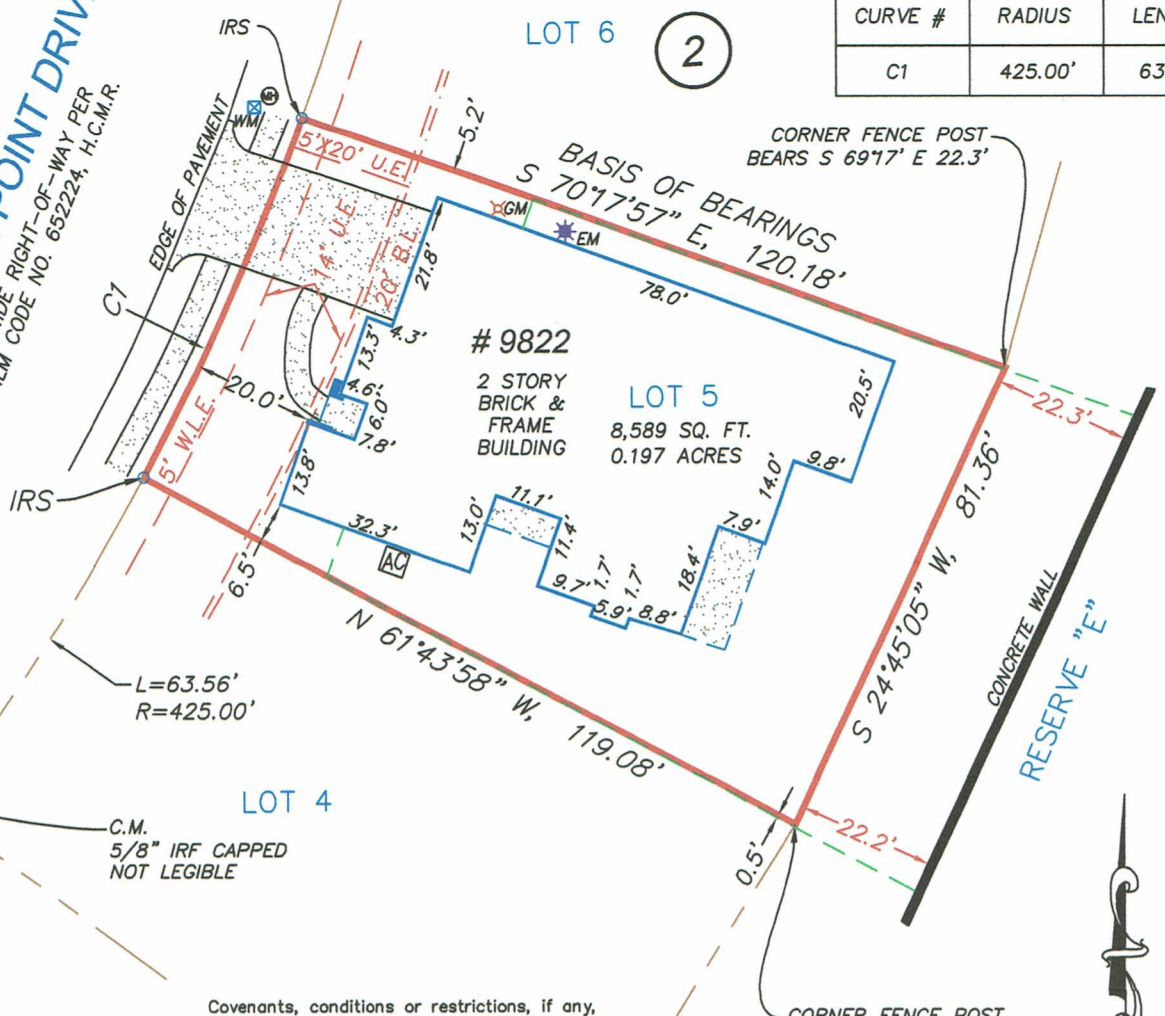 IRS
LOT 6
2
CURVE #
RADIUS
C1
425.00'
63
POINT
RIGHT-OF-WAY PER
CODE NO. 652224, H.C.M.R.
MH
WM
EDGE OF PAVEMENT
5'X20' U.E.
5.2'
CORNER FENCE POST
BEARS S 69°17' E 22.3'
BASIS OF BEARINGS
S 70°17'57" E, 120.18'
GM
EM
14' U.E.
20' B.L.
21.8'
78.0'
C1
13.3'
4.3'
# 9822
2 STORY
BRICK &
FRAME
BUILDING
LOT 5
8,589 SQ. FT.
0.197 ACRES
20.5'
22.3'
20.0'
4.6'
6.0'
7.8'
5' W.L.E.
IRS
13.8'
32.3'
AC
13.0'
11.1'
11.4'
9.7'
1.7'
5.9'
1.7'
8.8'
18.4'
7.9'
14.0'
9.8'
S 24°45'05" W, 81.36'
CONCRETE WALL
RESERVE "E"
6.5'
N 61°43'58" W, 119.08'
L=63.56'
R=425.00'
LOT 4
C.M.
5/8" IRF CAPPED
NOT LEGIBLE
0.5'
22.2'
Covenants, conditions or restrictions, if any,
CORNER FENCE POST